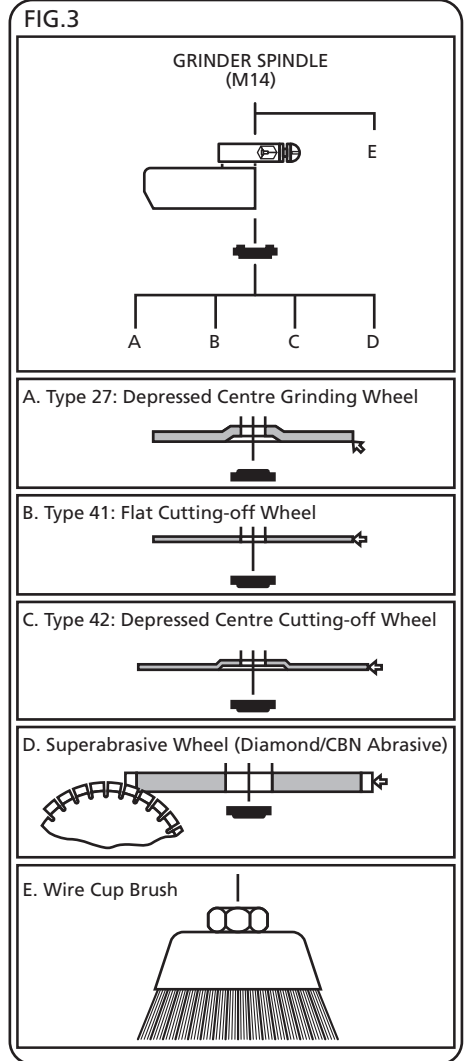 FIG.3
GRINDER SPINDLE
(M14)
E
A B C D
A. Type 27: Depressed Centre Grinding Wheel
B. Type 41: Flat Cutting-off Wheel
C. Type 42: Depressed Centre Cutting-off Wheel
D. Superabrasive Wheel (Diamond/CBN Abrasive)
E. Wire Cup Brush